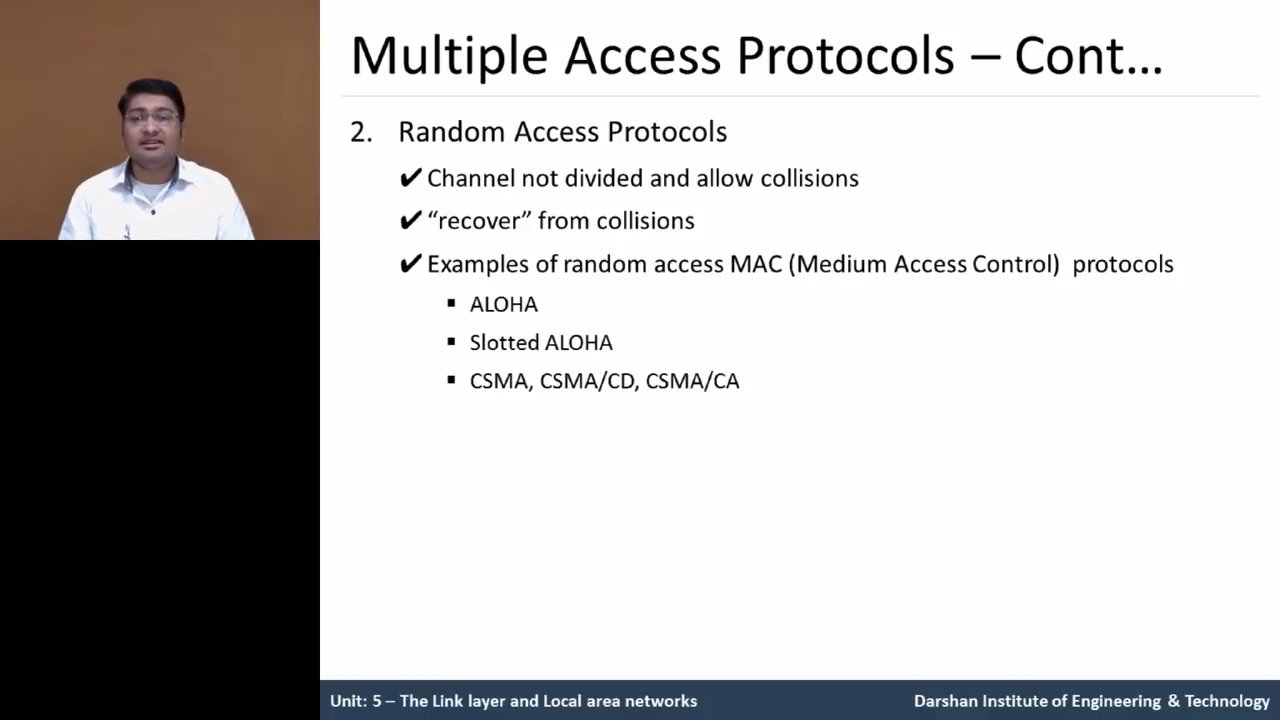 Multiple Access Protocols – Cont…
2. Random Access Protocols
✔ Channel not divided and allow collisions
✔ “recover” from collisions
✔ Examples of random access MAC (Medium Access Control) protocols
▪ ALOHA
▪ Slotted ALOHA
▪ CSMA, CSMA/CD, CSMA/CA
Unit: 5 – The Link layer and Local area networks
Darshan Institute of Engineering & Technology